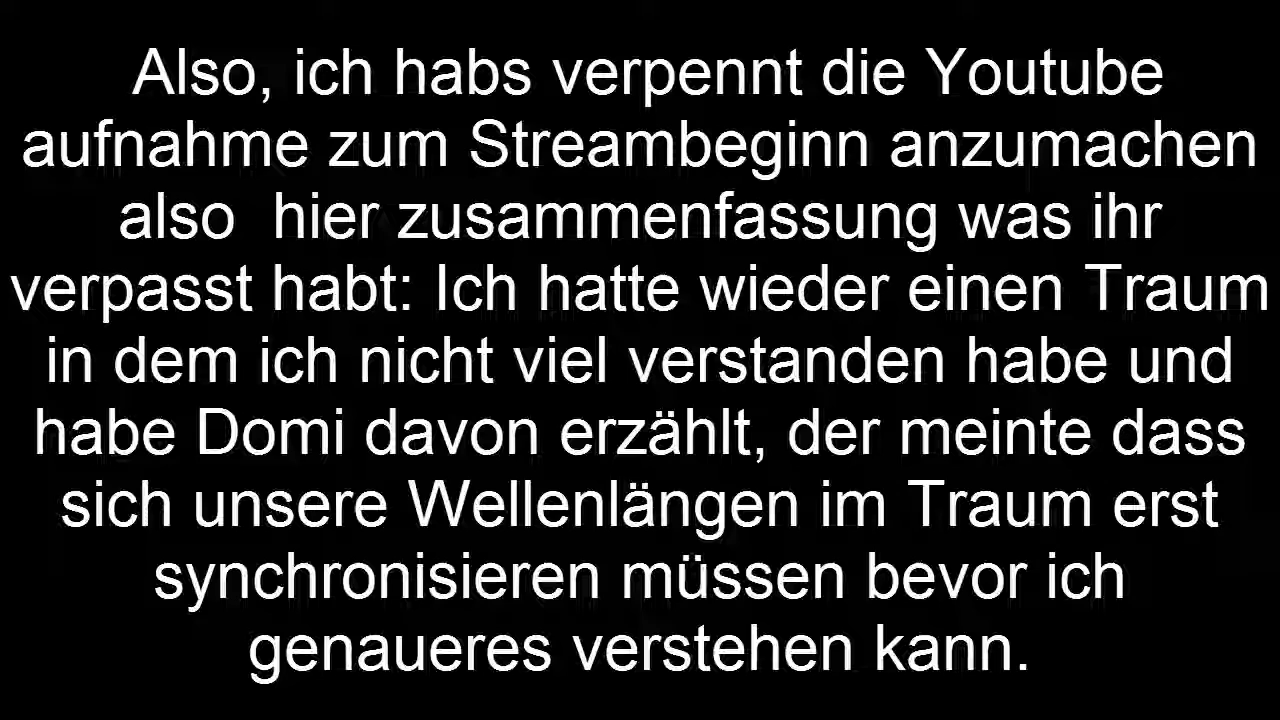 Also, ich habs verpennt die Youtube
aufnahme zum Streambeginn anzumachen
also  hier zusammenfassung was ihr
verpasst habt: Ich hatte wieder einen Traum
in dem ich nicht viel verstanden habe und
habe Domi davon erzählt, der meinte dass
sich unsere Wellenlängen im Traum erst
synchronisieren müssen bevor ich
genaueres verstehen kann.